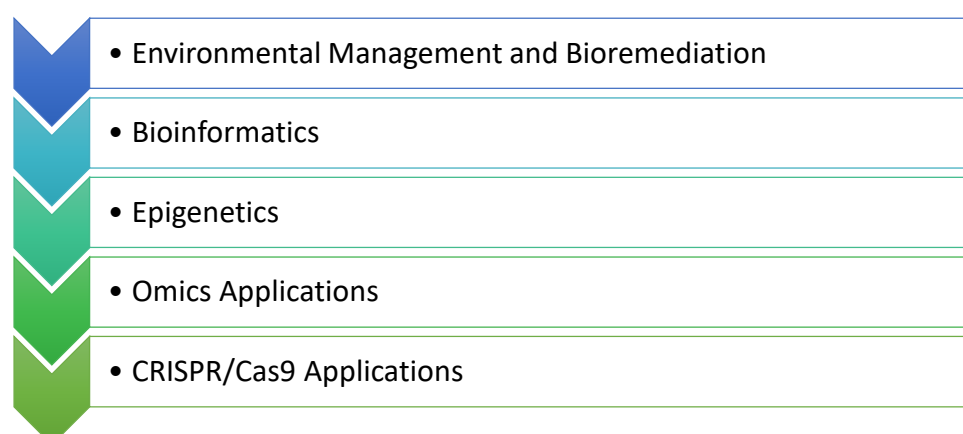 • Environmental Management and Bioremediation
• Bioinformatics
• Epigenetics
• Omics Applications
• CRISPR/Cas9 Applications